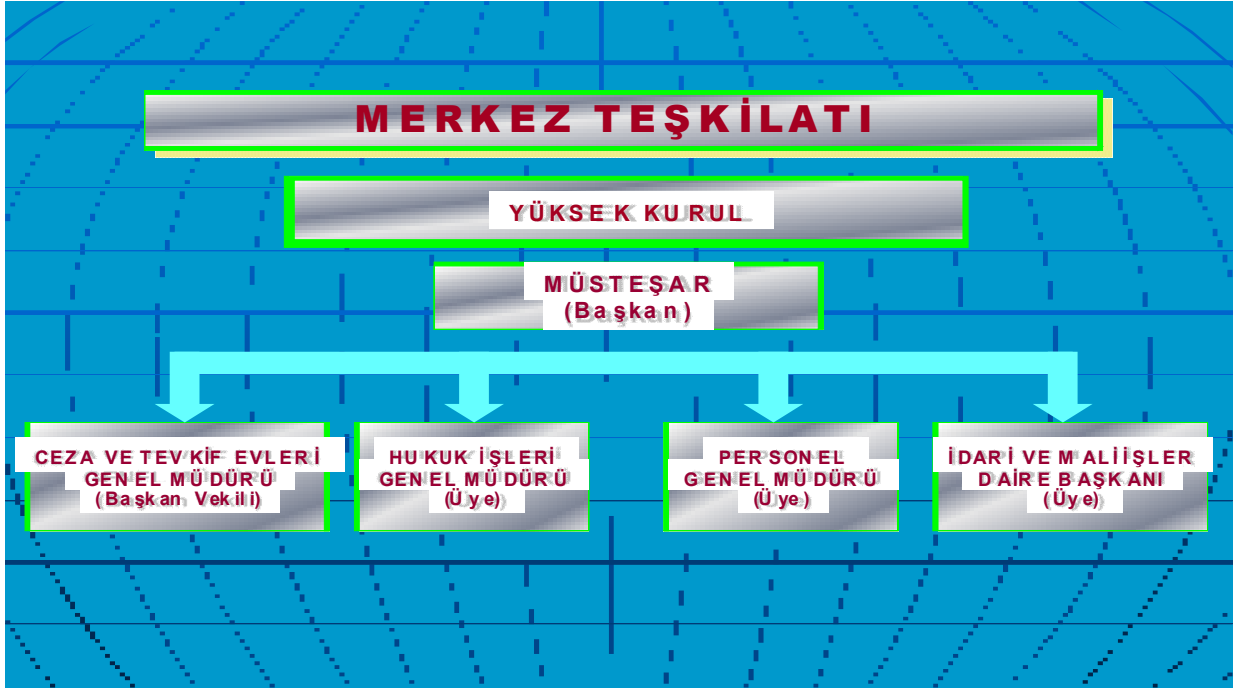 MERKEZ TEŞKİLATI
YÜKSEK KURUL
MÜSTEŞAR
(Başkan)
CEZA VE TEVKİF EVLERİ
GENEL MÜDÜRÜ
(Başkan Vekili)
HUKUK İŞLERİ
GENEL MÜDÜRÜ
(Üye)
PERSONEL
GENEL MÜDÜRÜ
(Üye)
İDARİ VE MALİ İŞLER
DAİRE BAŞKANI
(Üye)